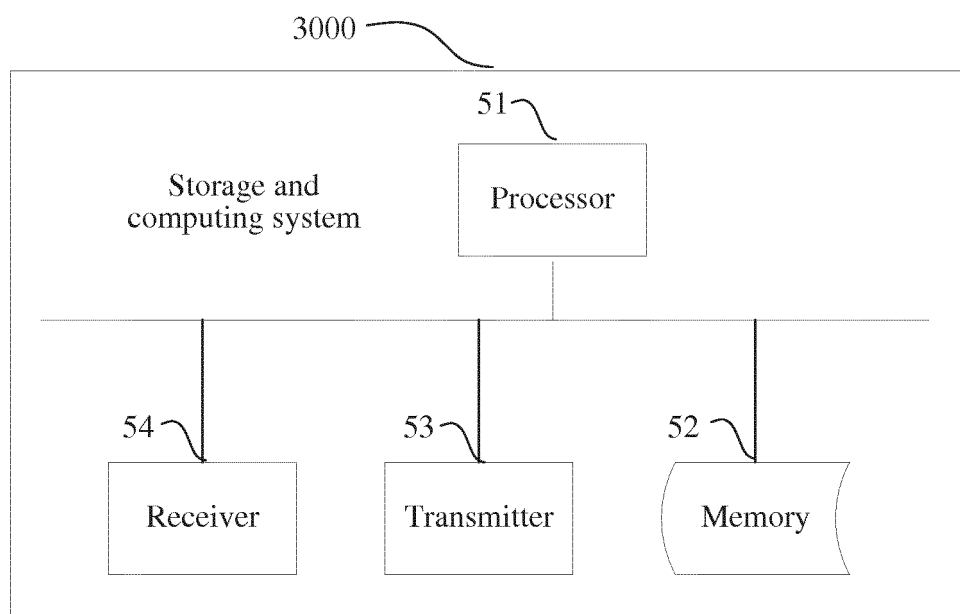 3000
51
Storage and
computing system
Processor
54
53
52
Receiver
Transmitter
Memory